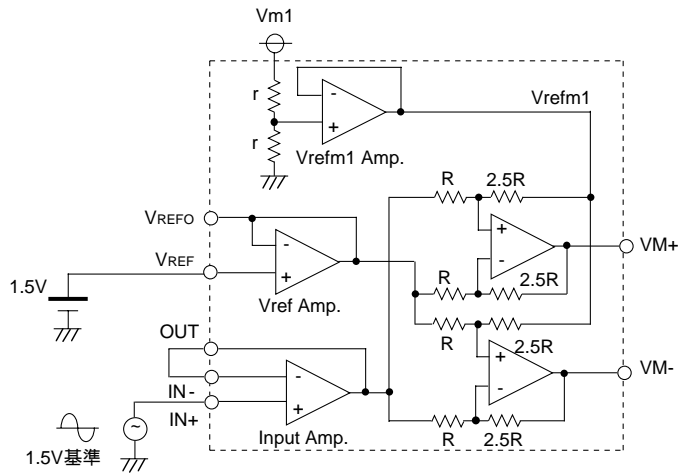 Vm1
r
r
-
+
Vrefm1 Amp.
Vrefm1
R
2.5R
+
-
VM+
VREFO
VREF
-
+
Vref Amp.
1.5V
R
2.5R
R
2.5R
+
-
VM-
OUT
IN -
IN+
-
+
Input Amp.
R
2.5R
~
1.5V基準